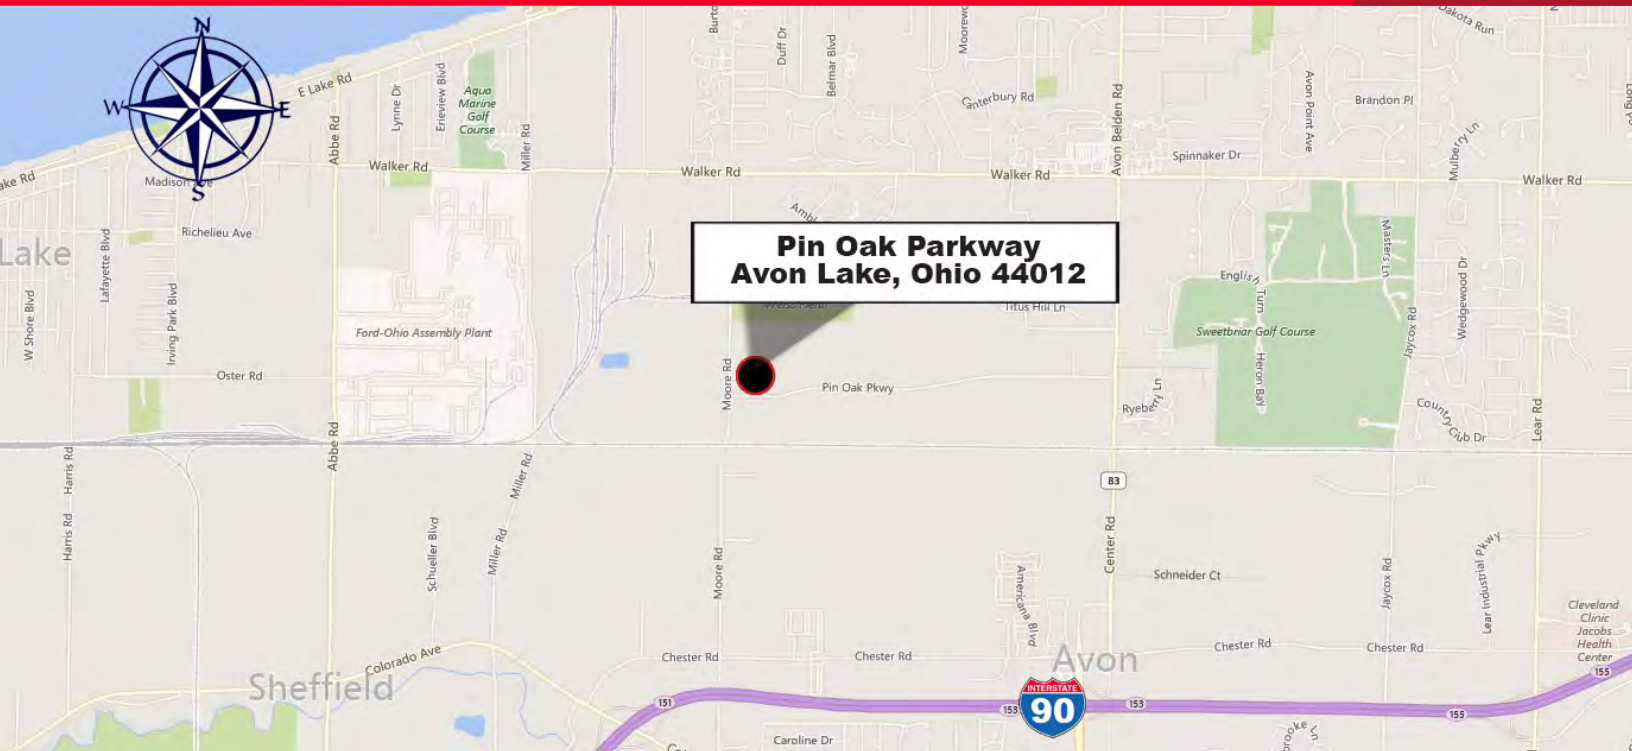 N
W
E
S
Pin Oak Parkway
Avon Lake, Ohio 44012
E Lake Rd
Abbe Rd
Lynne Dr
Erieview Blvd
Aqua
Marine
Golf
Course
Miller Rd
Duff Dr
Belmar Blvd
Canterbury Rd
Avon Belden Rd
Avon Point Ave
Brandon Pl
Dakota Run
Mulberry Ln
Spinnaker Dr
Walker Rd
Walker Rd
Walker Rd
Walker Rd
Richelieu Ave
Lake
Lafayette Blvd
W Shore Blvd
Irving Park Blvd
Oster Rd
Ford-Ohio Assembly Plant
Titus Hill Ln
Moore Rd
Pin Oak Pkwy
English
Turn
Heron Bay
Sweetbriar Golf Course
Masters Ln
Jaycox Rd
Wedgewood Dr
Ryeberry Ln
Country Club Dr
Lear Rd
Harris Rd
Harris Rd
Abbe Rd
Miller Rd
Miller Rd
Schueller Blvd
Moore Rd
83
Center Rd
Americana Blvd
Schneider Ct
Jaycox Rd
Lear Industrial Pkwy
Cleveland
Clinic
Jacobs
Health
Center
Colorado Ave
Chester Rd
Chester Rd
Chester Rd
Chester Rd
Avon
Sheffield
INTERSTATE
90
151
153
153
155
155
Caroline Dr